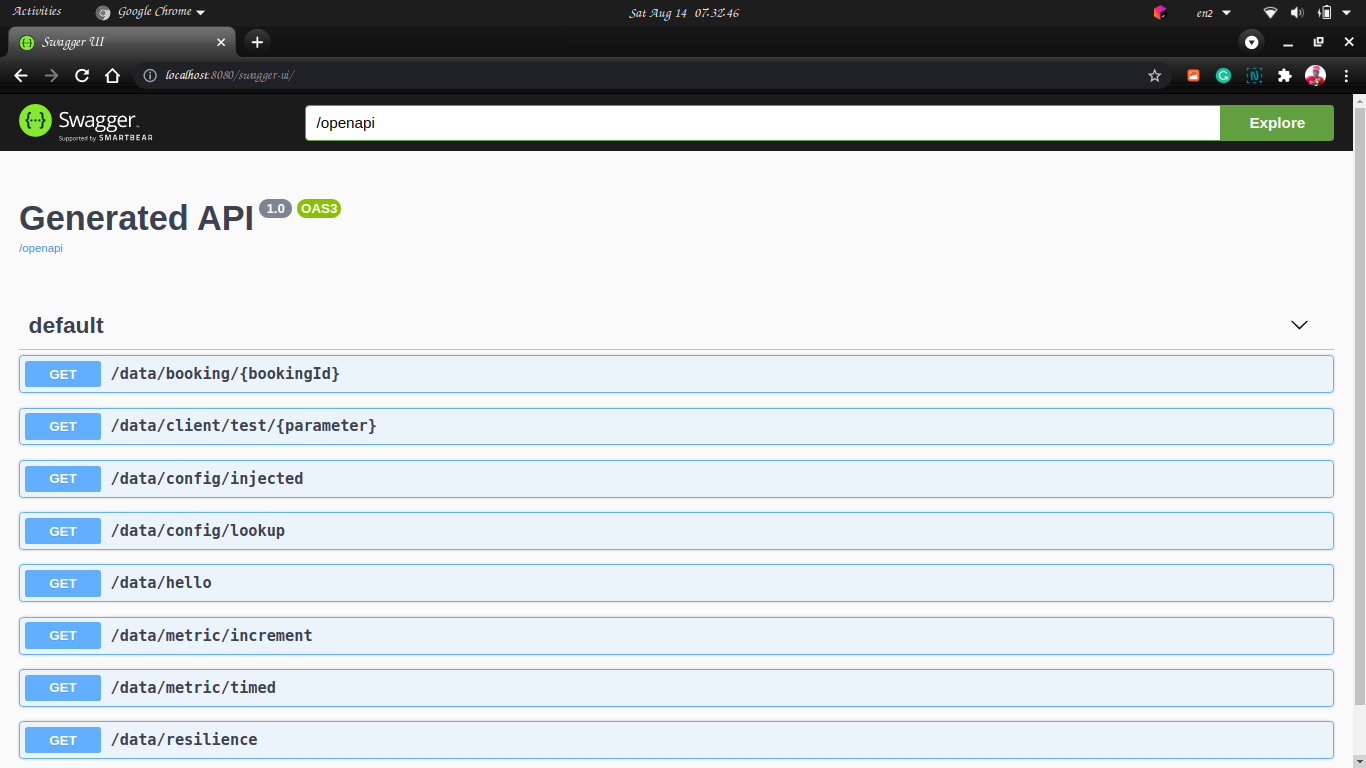 Activities Google Chrome Sat Aug 14 07:32:46 en2
Swagger UI
localhost:8080/swagger-ui/
Swagger
Supported by SMARTBEAR
/openapi Explore
Generated API 1.0 OAS3
/openapi
default
GET /data/booking/{bookingId}
GET /data/client/test/{parameter}
GET /data/config/injected
GET /data/config/lookup
GET /data/hello
GET /data/metric/increment
GET /data/metric/timed
GET /data/resilience